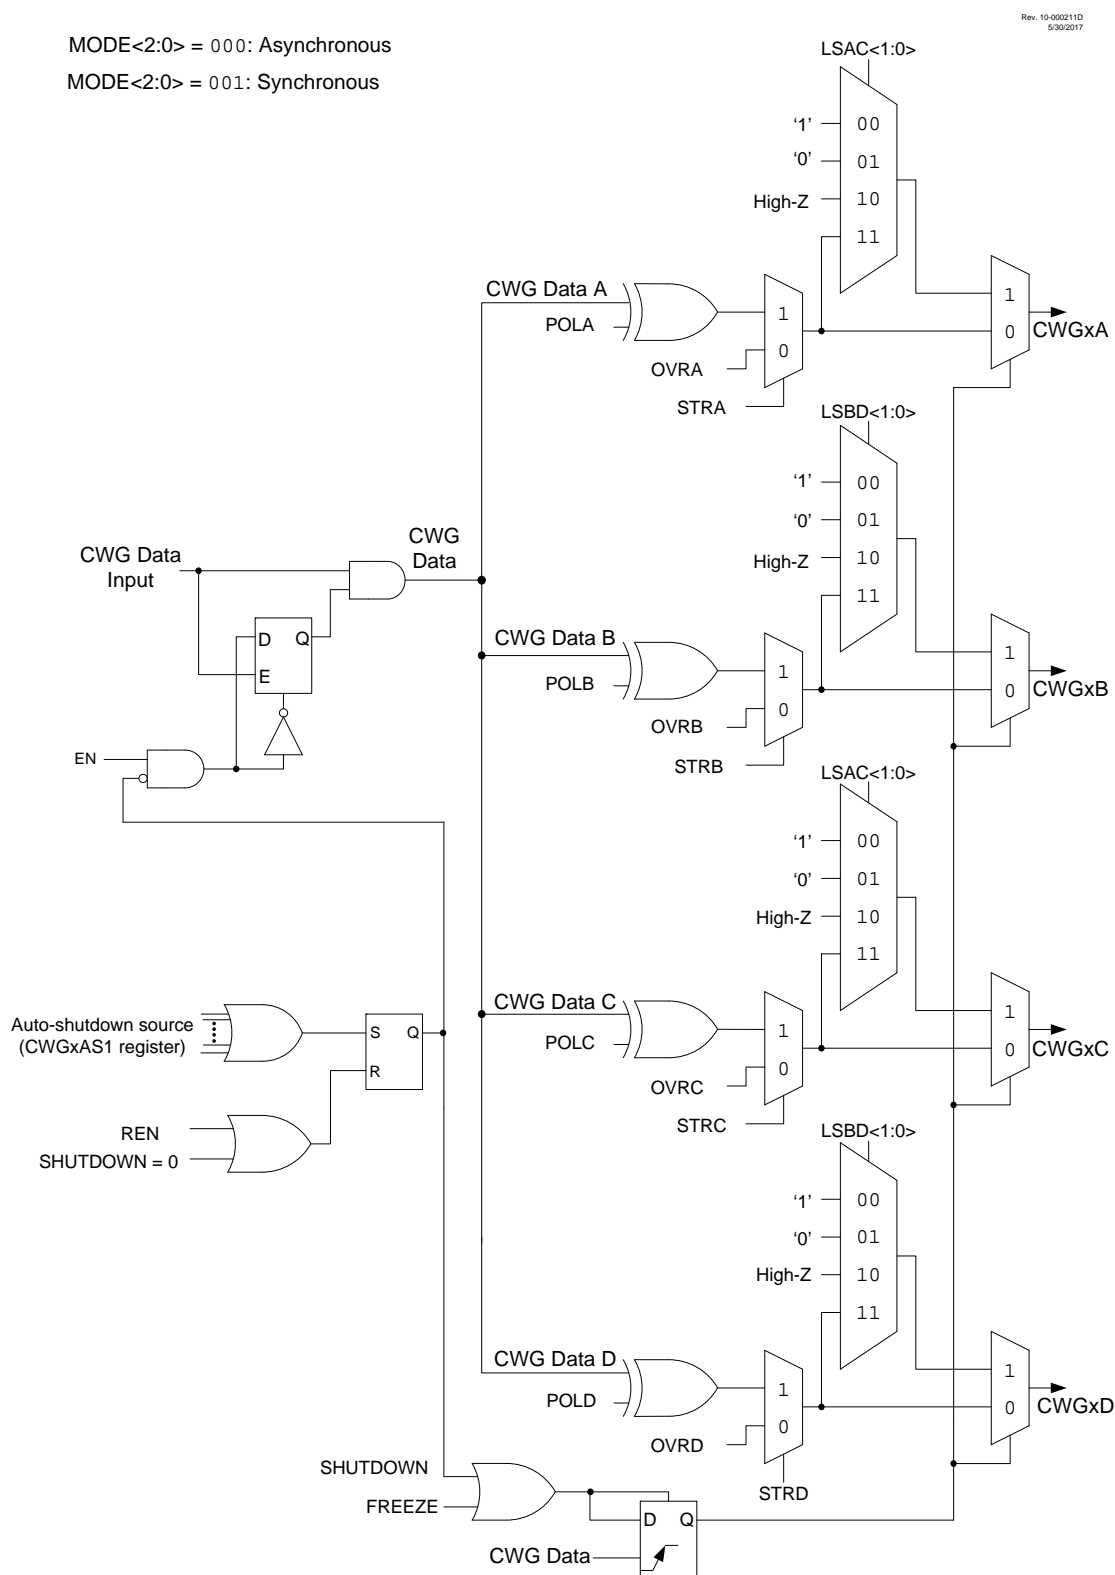 Rev. 10-000211D
5/30/2017
MODE<2:0> = 000: Asynchronous
MODE<2:0> = 001: Synchronous
LSAC<1:0>
‘1’
00
‘0’
01
High-Z
10
11
CWG Data A
POLA
1
0
OVRA
STRA
1
0
CWGxA
LSBD<1:0>
‘1’
00
‘0’
01
High-Z
10
11
CWG Data Input
CWG Data
D
Q
E
EN
CWG Data B
POLB
1
0
OVRB
STRB
1
0
CWGxB
LSAC<1:0>
‘1’
00
‘0’
01
High-Z
10
11
CWG Data C
POLC
1
0
OVRC
STRC
1
0
CWGxC
Auto-shutdown source
(CWGxAS1 register)
S
Q
R
REN
SHUTDOWN = 0
LSBD<1:0>
‘1’
00
‘0’
01
High-Z
10
11
CWG Data D
POLD
1
0
OVRD
STRD
1
0
CWGxD
SHUTDOWN
FREEZE
D
Q
CWG Data